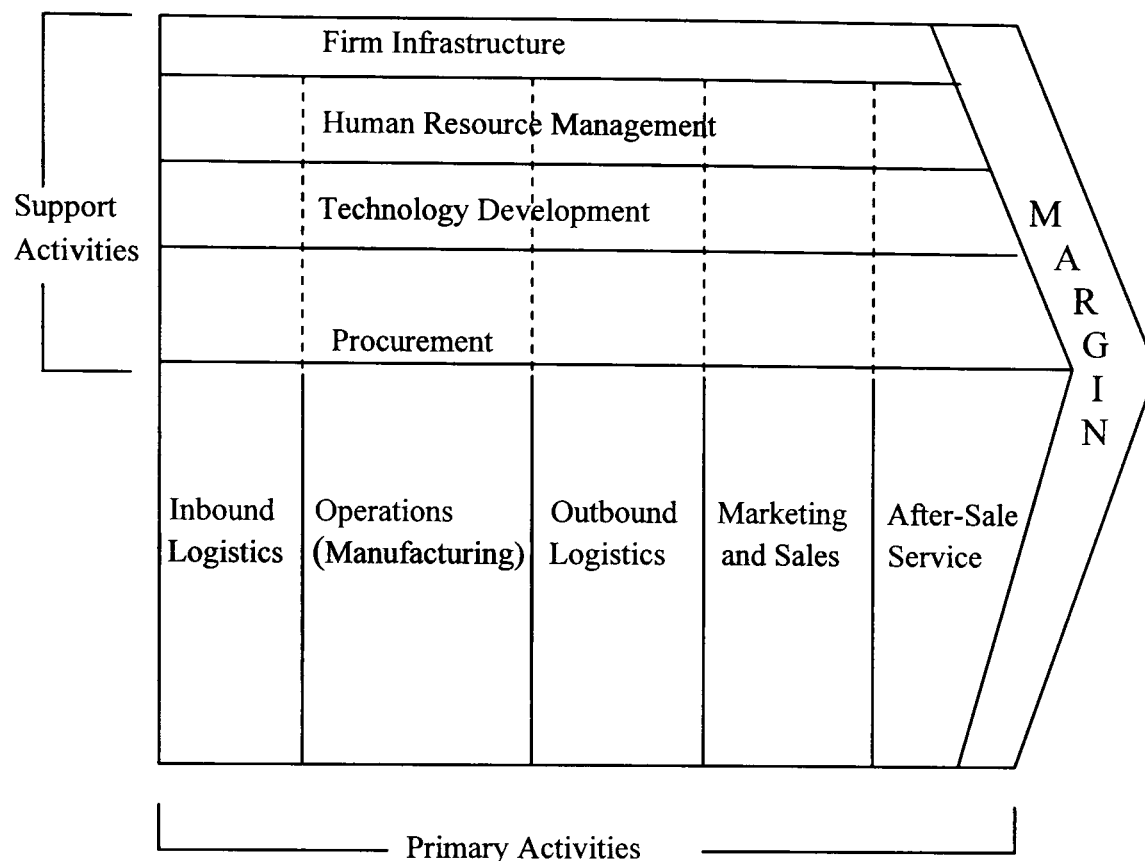 Firm Infrastructure
Human Resource Management
Support
Activities
Technology Development
Procurement
MARGIN
Inbound
Logistics
Operations
(Manufacturing)
Outbound
Logistics
Marketing
and Sales
After-Sale
Service
Primary Activities